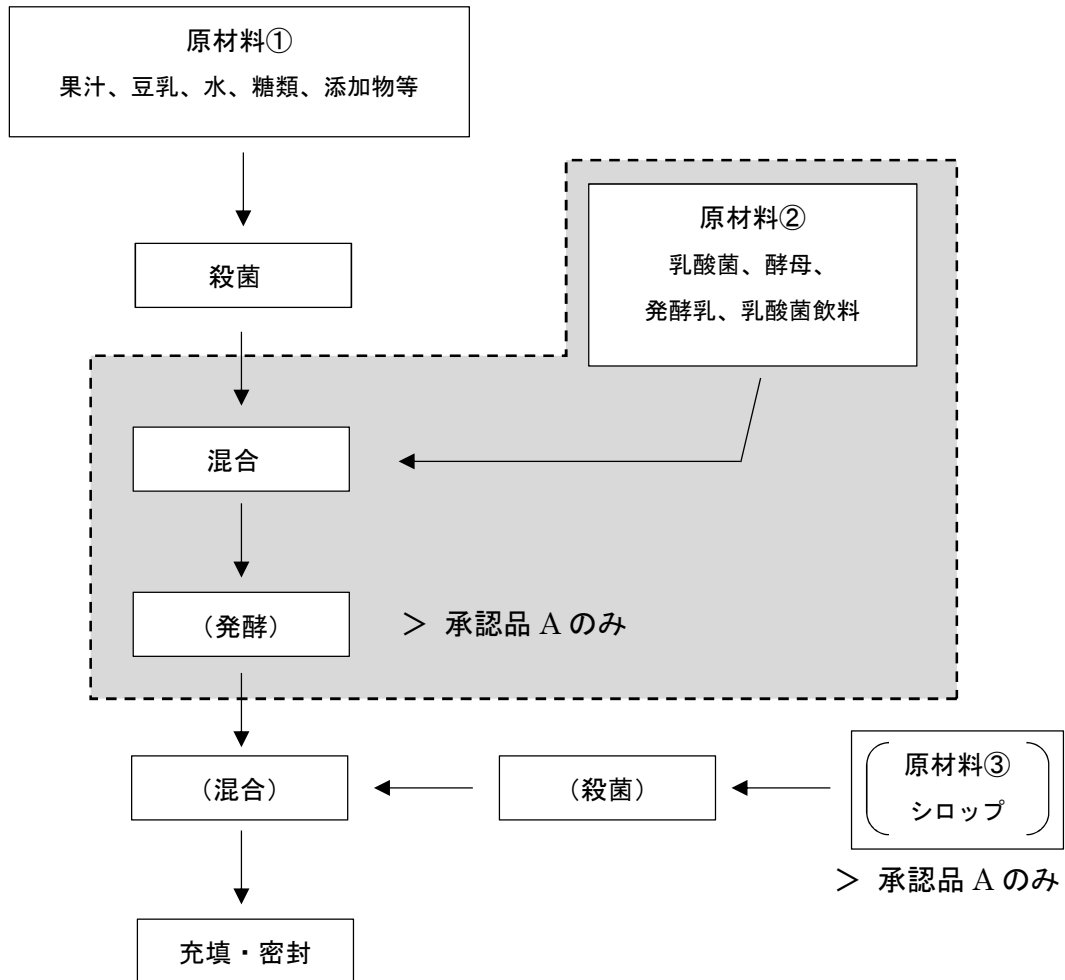 原材料①
果汁、豆乳、水、糖類、添加物等
殺菌
原材料②
乳酸菌、酵母、
発酵乳、乳酸菌飲料
混合
（発酵）
＞ 承認品 A のみ
（混合）
（殺菌）
原材料③
シロップ
＞ 承認品 A のみ
充填・密封